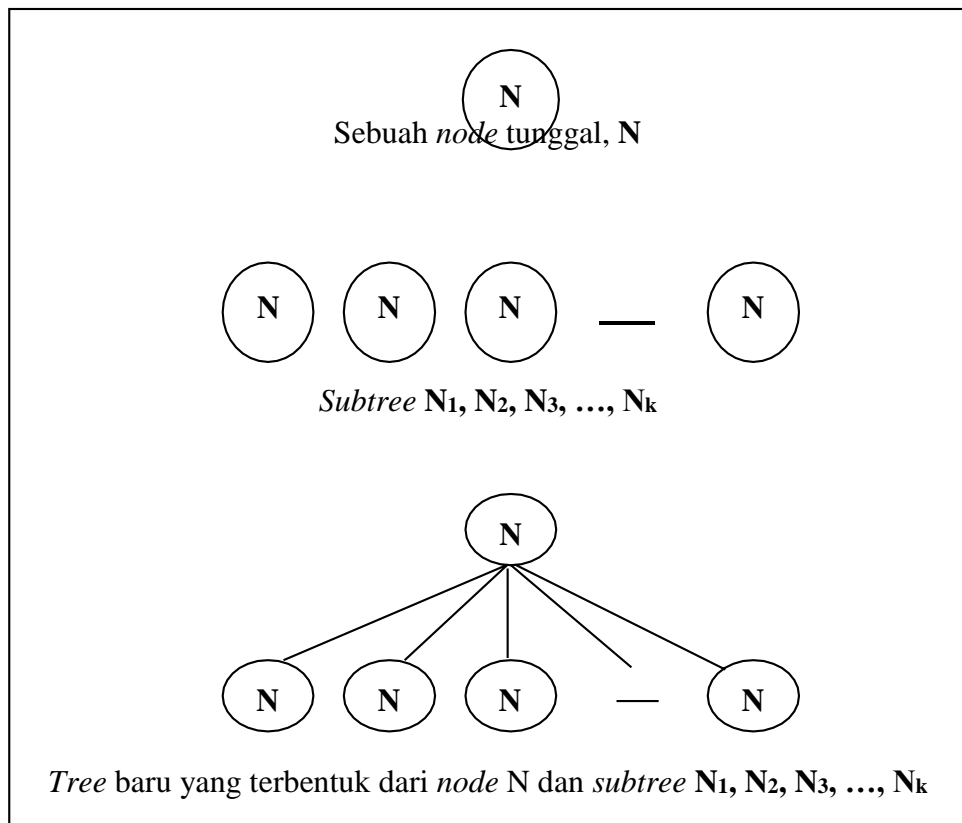 N
Sebuah node tunggal, N
N N N N
Subtree N1, N2, N3, …, Nk
N
N N N N
Tree baru yang terbentuk dari node N dan subtree N1, N2, N3, …, Nk